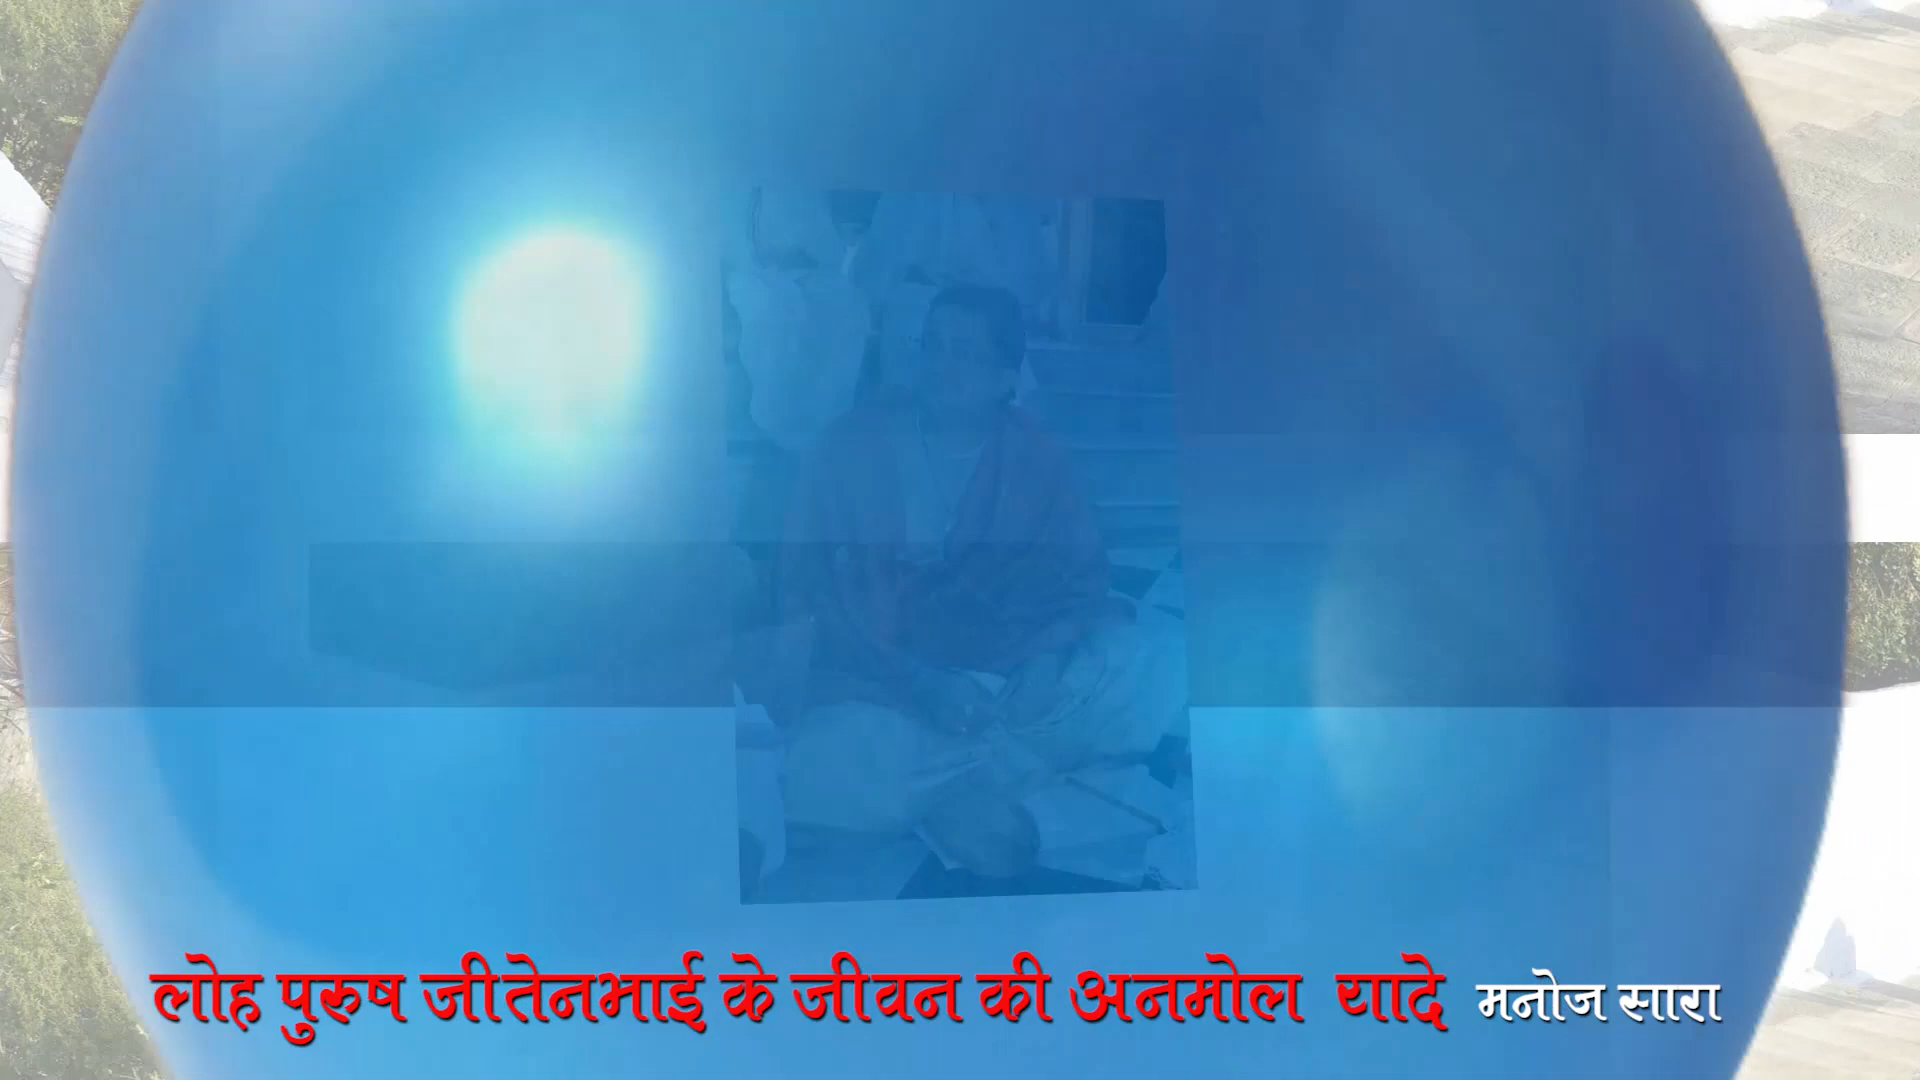 लोह पुरुष जीतेनभाई के जीवन की अनमोल यादे मनोज सारा